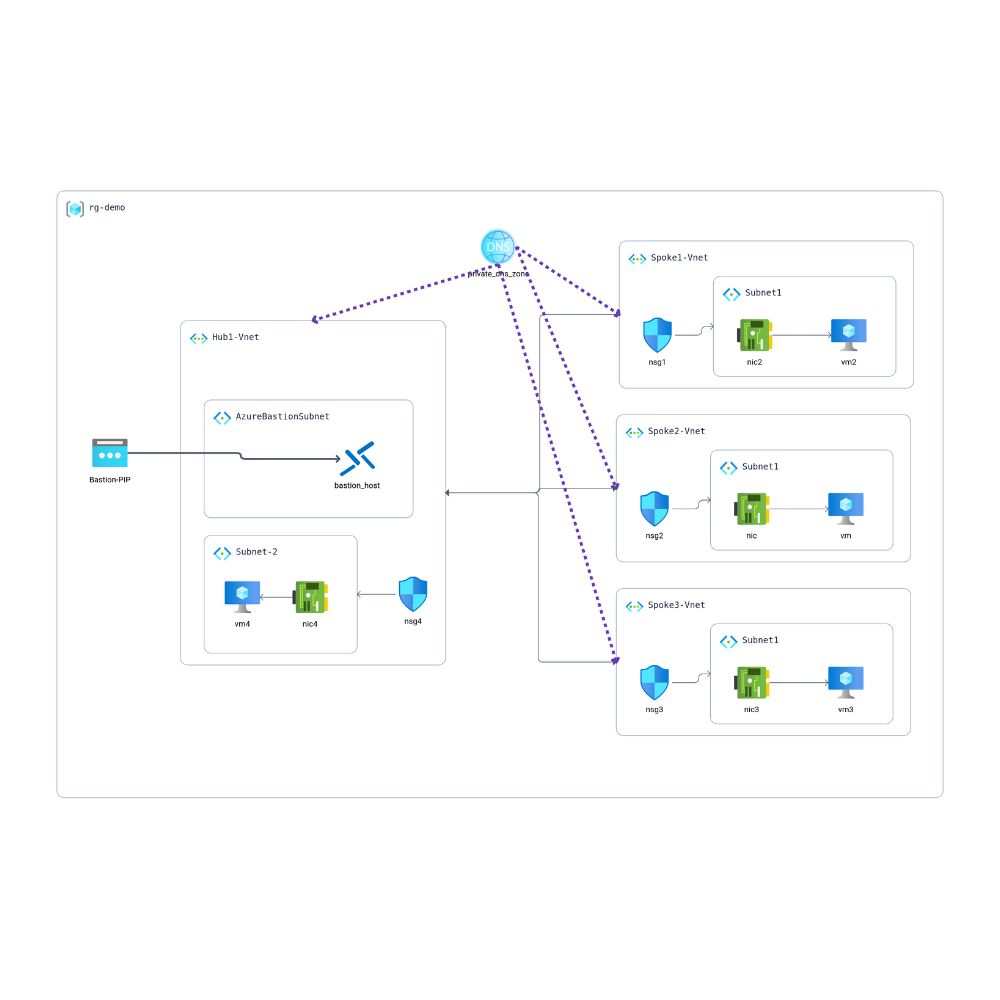 rg-demo
DNS
private_dns_zone
Hub1-Vnet
AzureBastionSubnet
bastion_host
Bastion-PIP
Subnet-2
vm4
nic4
nsg4
Spoke1-Vnet
Subnet1
nsg1
nic2
vm2
Spoke2-Vnet
Subnet1
nsg2
nic
vm
Spoke3-Vnet
Subnet1
nsg3
nic3
vm3